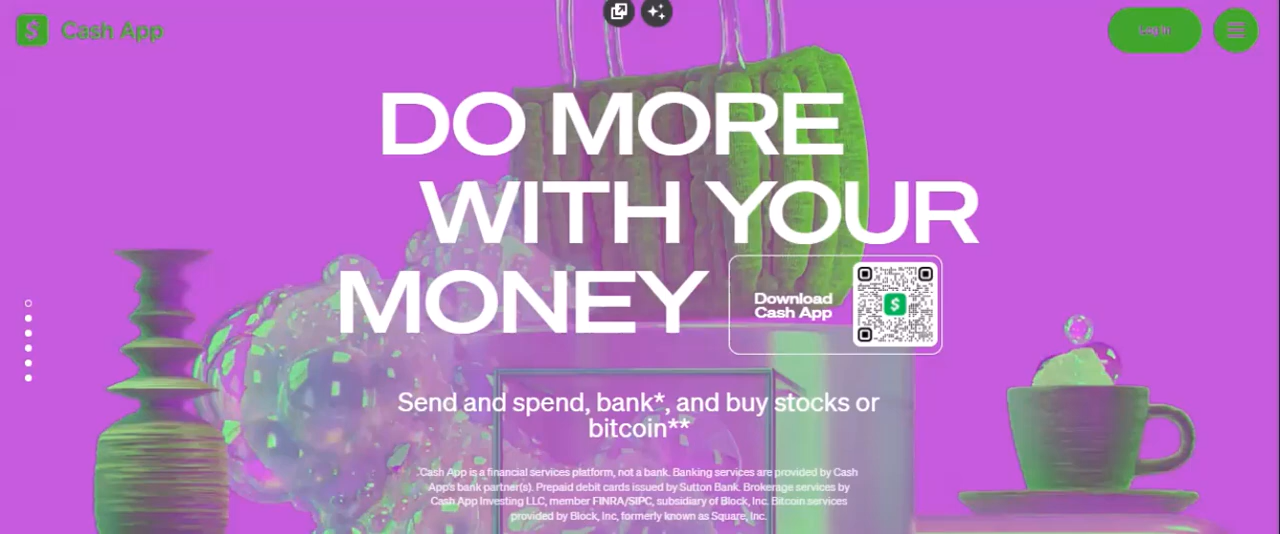 Cash App
Log in
DO MORE
WITH YOUR
MONEY
Download
Cash App
Send and spend, bank*, and buy stocks or
bitcoin**
*Cash App is a financial services platform, not a bank. Banking services are provided by Cash
App's bank partner(s). Prepaid debit cards issued by Sutton Bank. Brokerage services by
Cash App Investing LLC, member FINRA/SIPC, subsidiary of Block, Inc. Bitcoin services
provided by Block, Inc, formerly known as Square, Inc.